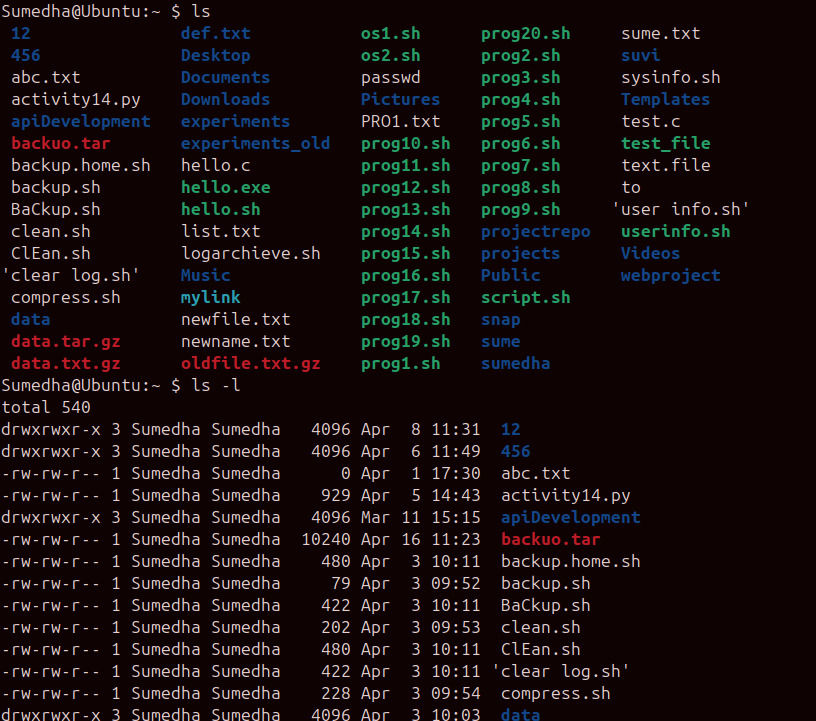 Sumedha@Ubuntu:~ $ ls
12 def.txt os1.sh prog20.sh sume.txt
456 Desktop os2.sh prog2.sh suvi
abc.txt Documents passwd prog3.sh sysinfo.sh
activity14.py Downloads Pictures prog4.sh Templates
apiDevelopment experiments PRO1.txt prog5.sh test.c
backuo.tar experiments_old prog10.sh prog6.sh test_file
backup.home.sh hello.c prog11.sh prog7.sh text.file
backup.sh hello.exe prog12.sh prog8.sh to
BaCkup.sh hello.sh prog13.sh prog9.sh 'user info.sh'
clean.sh list.txt prog14.sh projectrepo userinfo.sh
ClEan.sh logarchieve.sh prog15.sh projects Videos
'clear log.sh' Music prog16.sh Public webproject
compress.sh mylink prog17.sh script.sh
data newfile.txt prog18.sh snap
data.tar.gz newname.txt prog19.sh sume
data.txt.gz oldfile.txt.gz prog1.sh sumedha
Sumedha@Ubuntu:~ $ ls -l
total 540
drwxrwxr-x 3 Sumedha Sumedha 4096 Apr 8 11:31 12
drwxrwxr-x 3 Sumedha Sumedha 4096 Apr 6 11:49 456
-rw-rw-r-- 1 Sumedha Sumedha 0 Apr 1 17:30 abc.txt
-rw-rw-r-- 1 Sumedha Sumedha 929 Apr 5 14:43 activity14.py
drwxrwxr-x 3 Sumedha Sumedha 4096 Mar 11 15:15 apiDevelopment
-rw-rw-r-- 1 Sumedha Sumedha 10240 Apr 16 11:23 backuo.tar
-rw-rw-r-- 1 Sumedha Sumedha 480 Apr 3 10:11 backup.home.sh
-rw-rw-r-- 1 Sumedha Sumedha 79 Apr 3 09:52 backup.sh
-rw-rw-r-- 1 Sumedha Sumedha 422 Apr 3 10:11 BaCkup.sh
-rw-rw-r-- 1 Sumedha Sumedha 202 Apr 3 09:53 clean.sh
-rw-rw-r-- 1 Sumedha Sumedha 480 Apr 3 10:11 ClEan.sh
-rw-rw-r-- 1 Sumedha Sumedha 422 Apr 3 10:11 'clear log.sh'
-rw-rw-r-- 1 Sumedha Sumedha 228 Apr 3 09:54 compress.sh
drwxrwxr-x 3 Sumedha Sumedha 4096 Apr 3 10:03 data